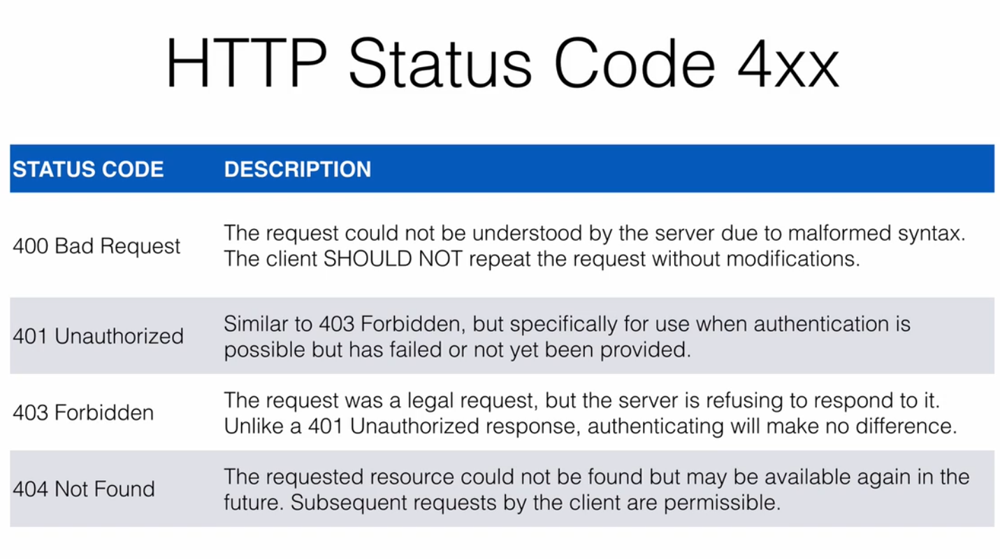 HTTP Status Code 4xx
STATUS CODE DESCRIPTION
400 Bad Request
The request could not be understood by the server due to malformed syntax.
The client SHOULD NOT repeat the request without modifications.
401 Unauthorized
Similar to 403 Forbidden, but specifically for use when authentication is
possible but has failed or not yet been provided.
403 Forbidden
The request was a legal request, but the server is refusing to respond to it.
Unlike a 401 Unauthorized response, authenticating will make no difference.
404 Not Found
The requested resource could not be found but may be available again in the
future. Subsequent requests by the client are permissible.